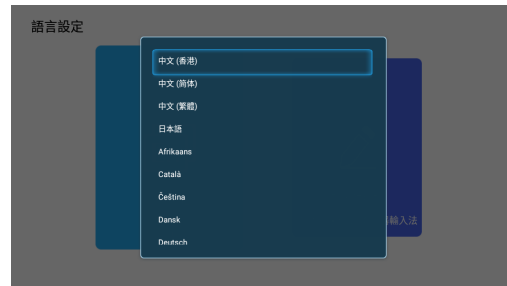 語言設定
中文 (香港)
中文 (简体)
中文 (繁體)
日本語
Afrikaans
Català
Čeština
Dansk
輸入法
Deutsch